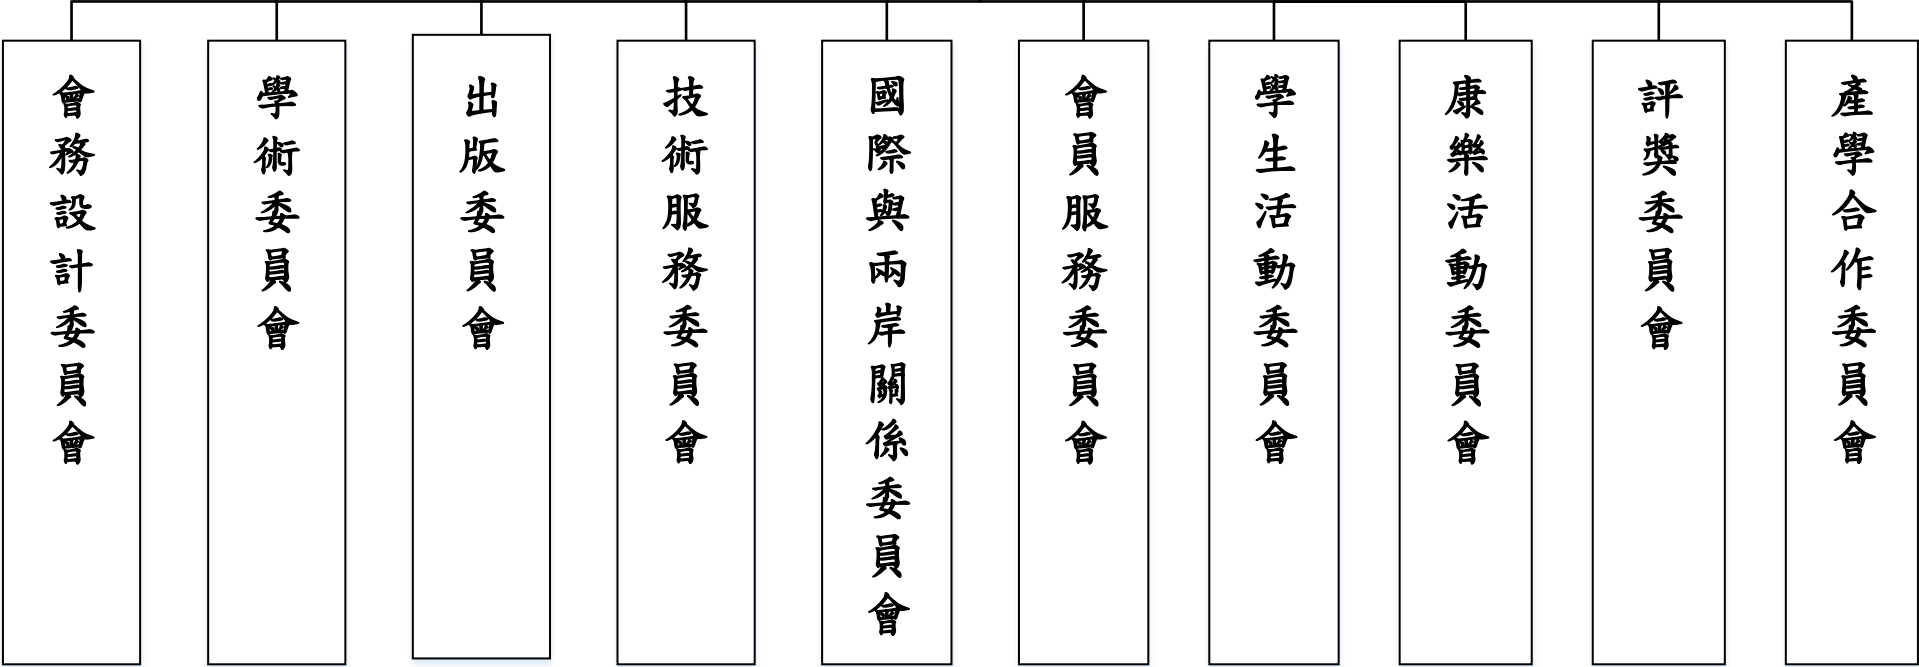 會務設計委員會
學術委員會
出版委員會
技術服務委員會
國際與兩岸關係委員會
會員服務委員會
學生活動委員會
康樂活動委員會
評獎委員會
產學合作委員會